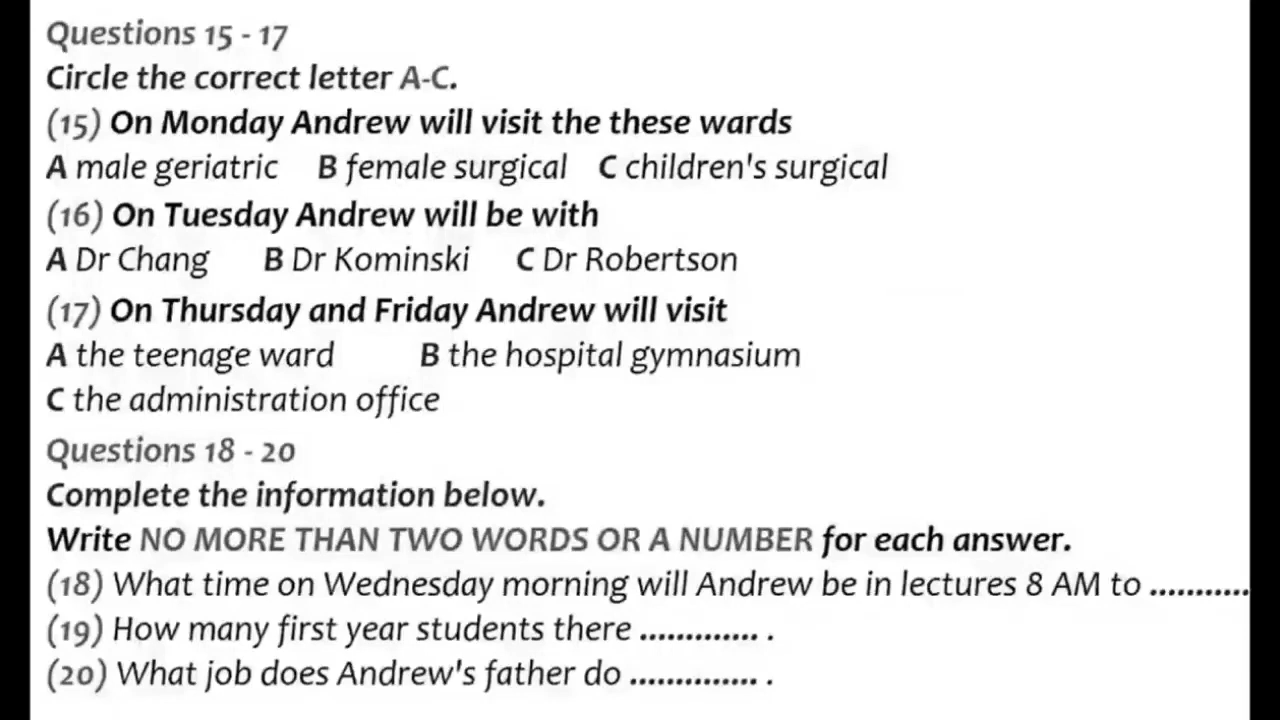 Questions 15 - 17
Circle the correct letter A-C.
(15) On Monday Andrew will visit the these wards
A male geriatric B female surgical C children's surgical
(16) On Tuesday Andrew will be with
A Dr Chang B Dr Kominski C Dr Robertson
(17) On Thursday and Friday Andrew will visit
A the teenage ward B the hospital gymnasium
C the administration office
Questions 18 - 20
Complete the information below.
Write NO MORE THAN TWO WORDS OR A NUMBER for each answer.
(18) What time on Wednesday morning will Andrew be in lectures 8 AM to ...........
(19) How many first year students there ............. .
(20) What job does Andrew's father do .............. .